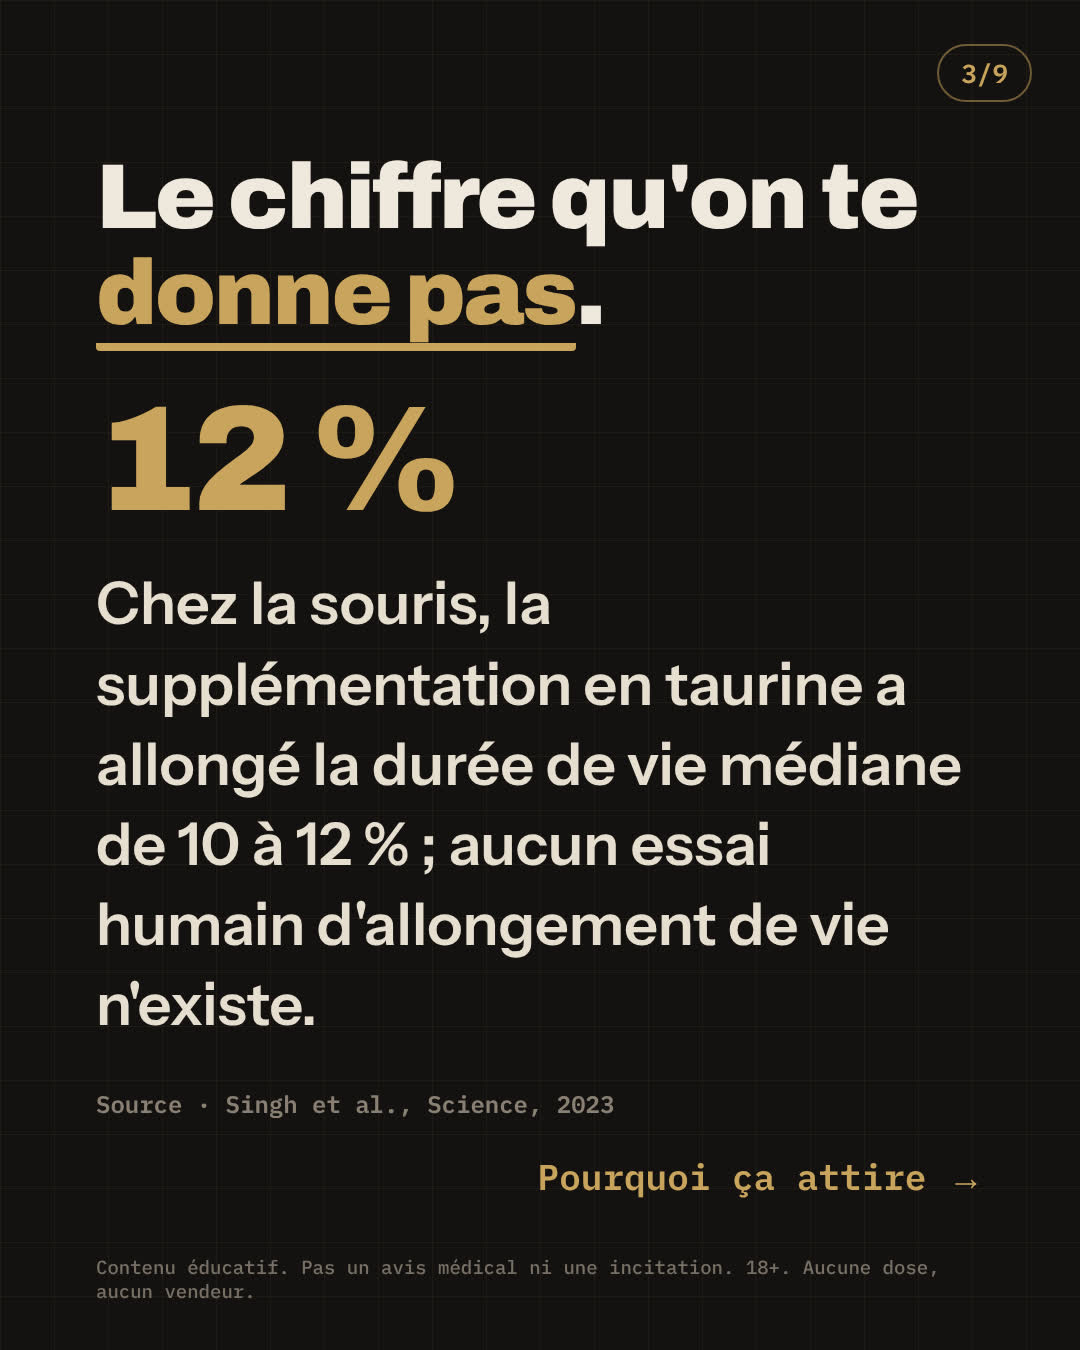 3/9
Le chiffre qu'on te
donne pas.
12 %
Chez la souris, la
supplémentation en taurine a
allongé la durée de vie médiane
de 10 à 12 % ; aucun essai
humain d'allongement de vie
n'existe.
Source · Singh et al., Science, 2023
Pourquoi ça attire →
Contenu éducatif. Pas un avis médical ni une incitation. 18+. Aucune dose,
aucun vendeur.